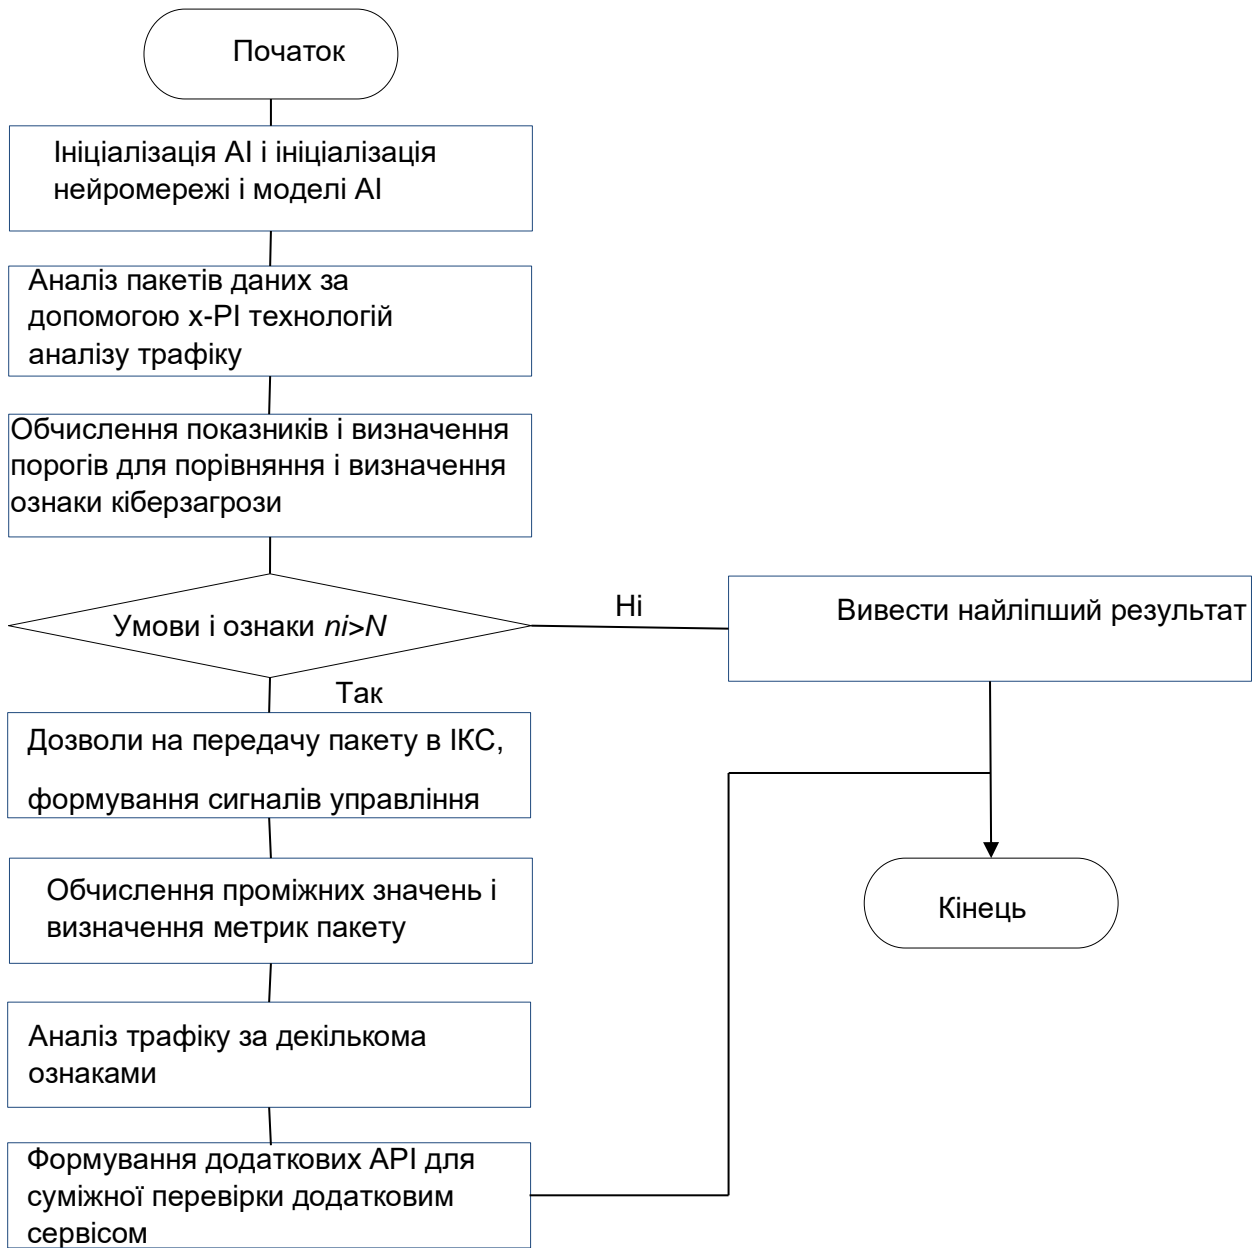 Початок
Ініціалізація АІ і ініціалізація
нейромережі і моделі АІ
Аналіз пакетів даних за
допомогою x-PI технологій
аналізу трафіку
Обчислення показників і визначення
порогів для порівняння і визначення
ознаки кіберзагрози
Умови і ознаки ni>N
Ні
Вивести найліпший результат
Так
Дозволи на передачу пакету в ІКС,
формування сигналів управління
Обчислення проміжних значень і
визначення метрик пакету
Кінець
Аналіз трафіку за декількома
ознаками
Формування додаткових АРІ для
суміжної перевірки додатковим
сервісом